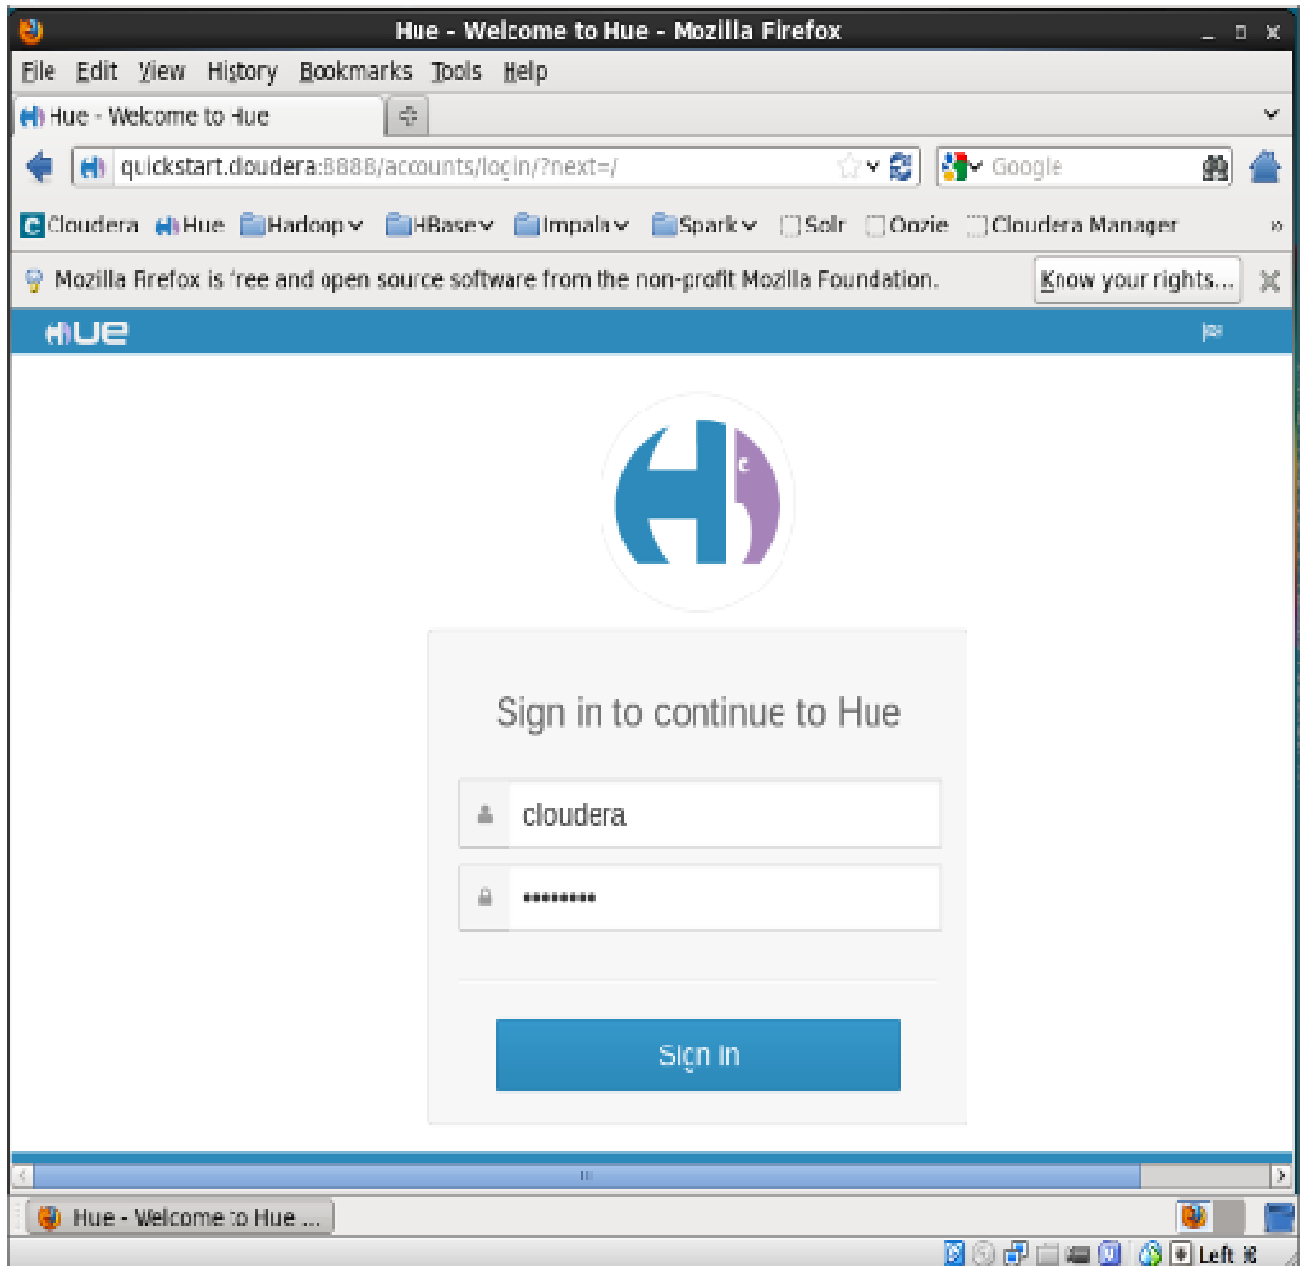 Hue - Welcome to Hue - Mozilla Firefox
File Edit View History Bookmarks Tools Help
Hue - Welcome to Hue
quickstart.cloudera:8888/accounts/login/?next=/
Google
Cloudera Hue Hadoop HBase Impala Spark Solr Oozie Cloudera Manager »
Mozilla Firefox is free and open source software from the non-profit Mozilla Foundation. Know your rights...
HUE
Sign in to continue to Hue
cloudera
••••••••
Sign in
Hue - Welcome to Hue ...
Left ⌘